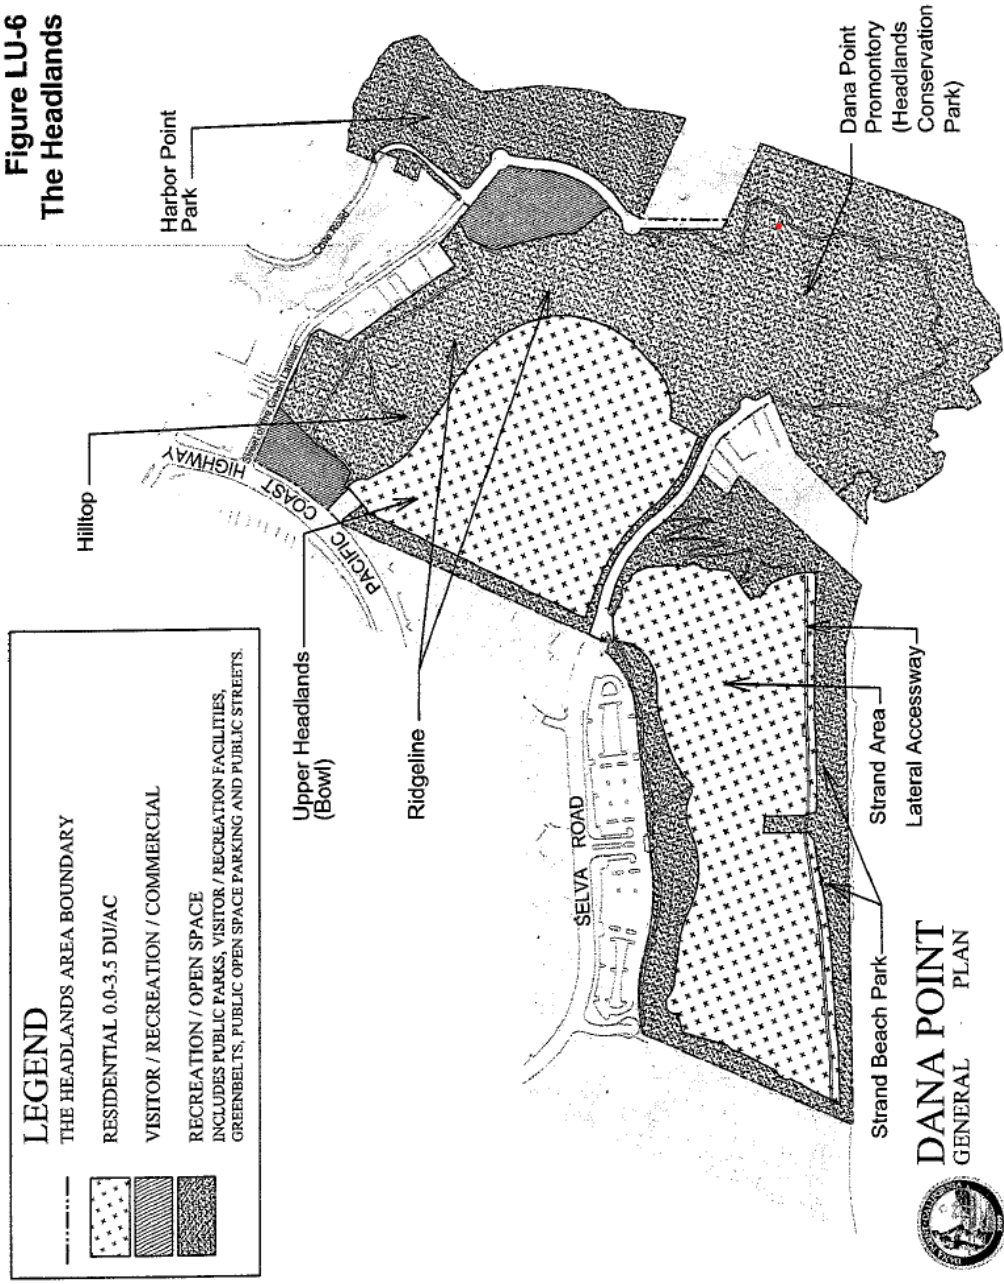 Figure LU-6
The Headlands
LEGEND
THE HEADLANDS AREA BOUNDARY
RESIDENTIAL 0.0-3.5 DU/AC
VISITOR / RECREATION / COMMERCIAL
RECREATION / OPEN SPACE
INCLUDES PUBLIC PARKS, VISITOR / RECREATION FACILITIES,
GREENBELTS, PUBLIC OPEN SPACE PARKING AND PUBLIC STREETS.
Hilltop
Harbor Point
Park
Upper Headlands
(Bowl)
Ridgeline
PACIFIC COAST HIGHWAY
Cove Road
SELVA ROAD
Dana Point
Promontory
(Headlands
Conservation
Park)
Strand Area
Lateral Accessway
Strand Beach Park
DANA POINT
GENERAL PLAN